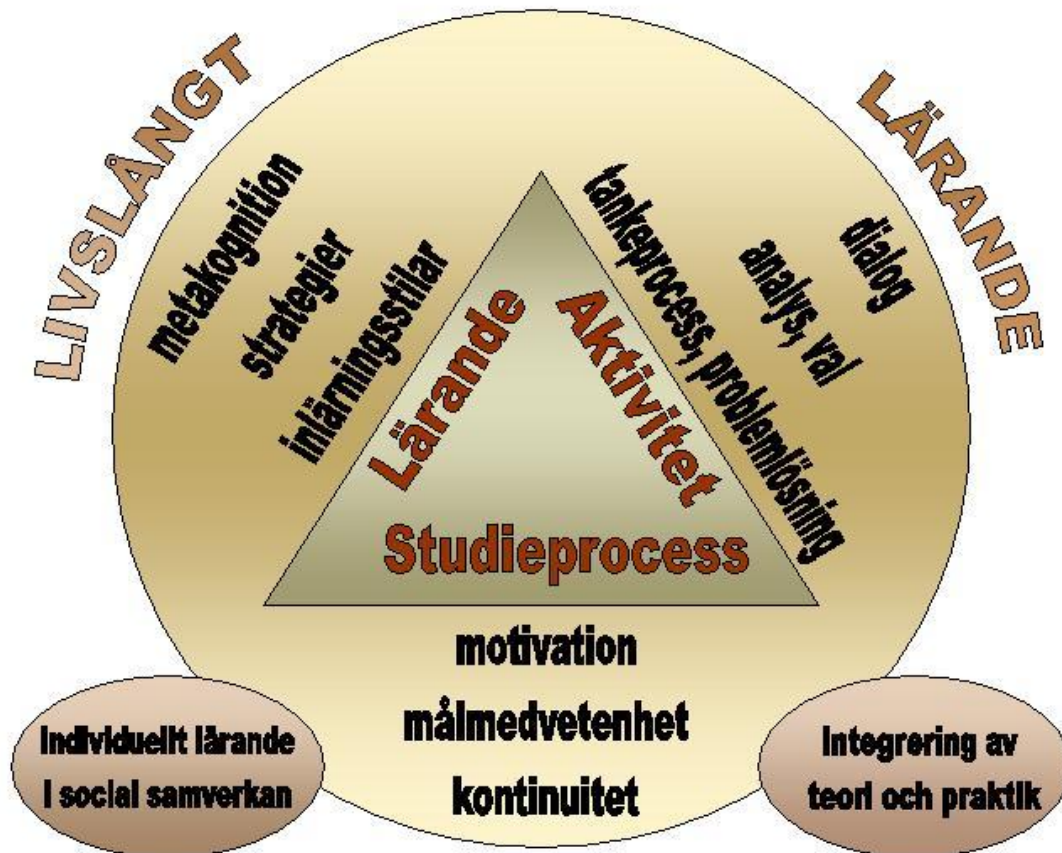 LIVSLÅNGT
LÄRANDE
metakognition
strategier
inlärningsstilar
tankeprocess, problemlösning
analys, val
dialog
Lärande
Aktivitet
Studieprocess
motivation
målmedvetenhet
kontinuitet
Individuellt lärande
I social samverkan
Integrering av
teori och praktik